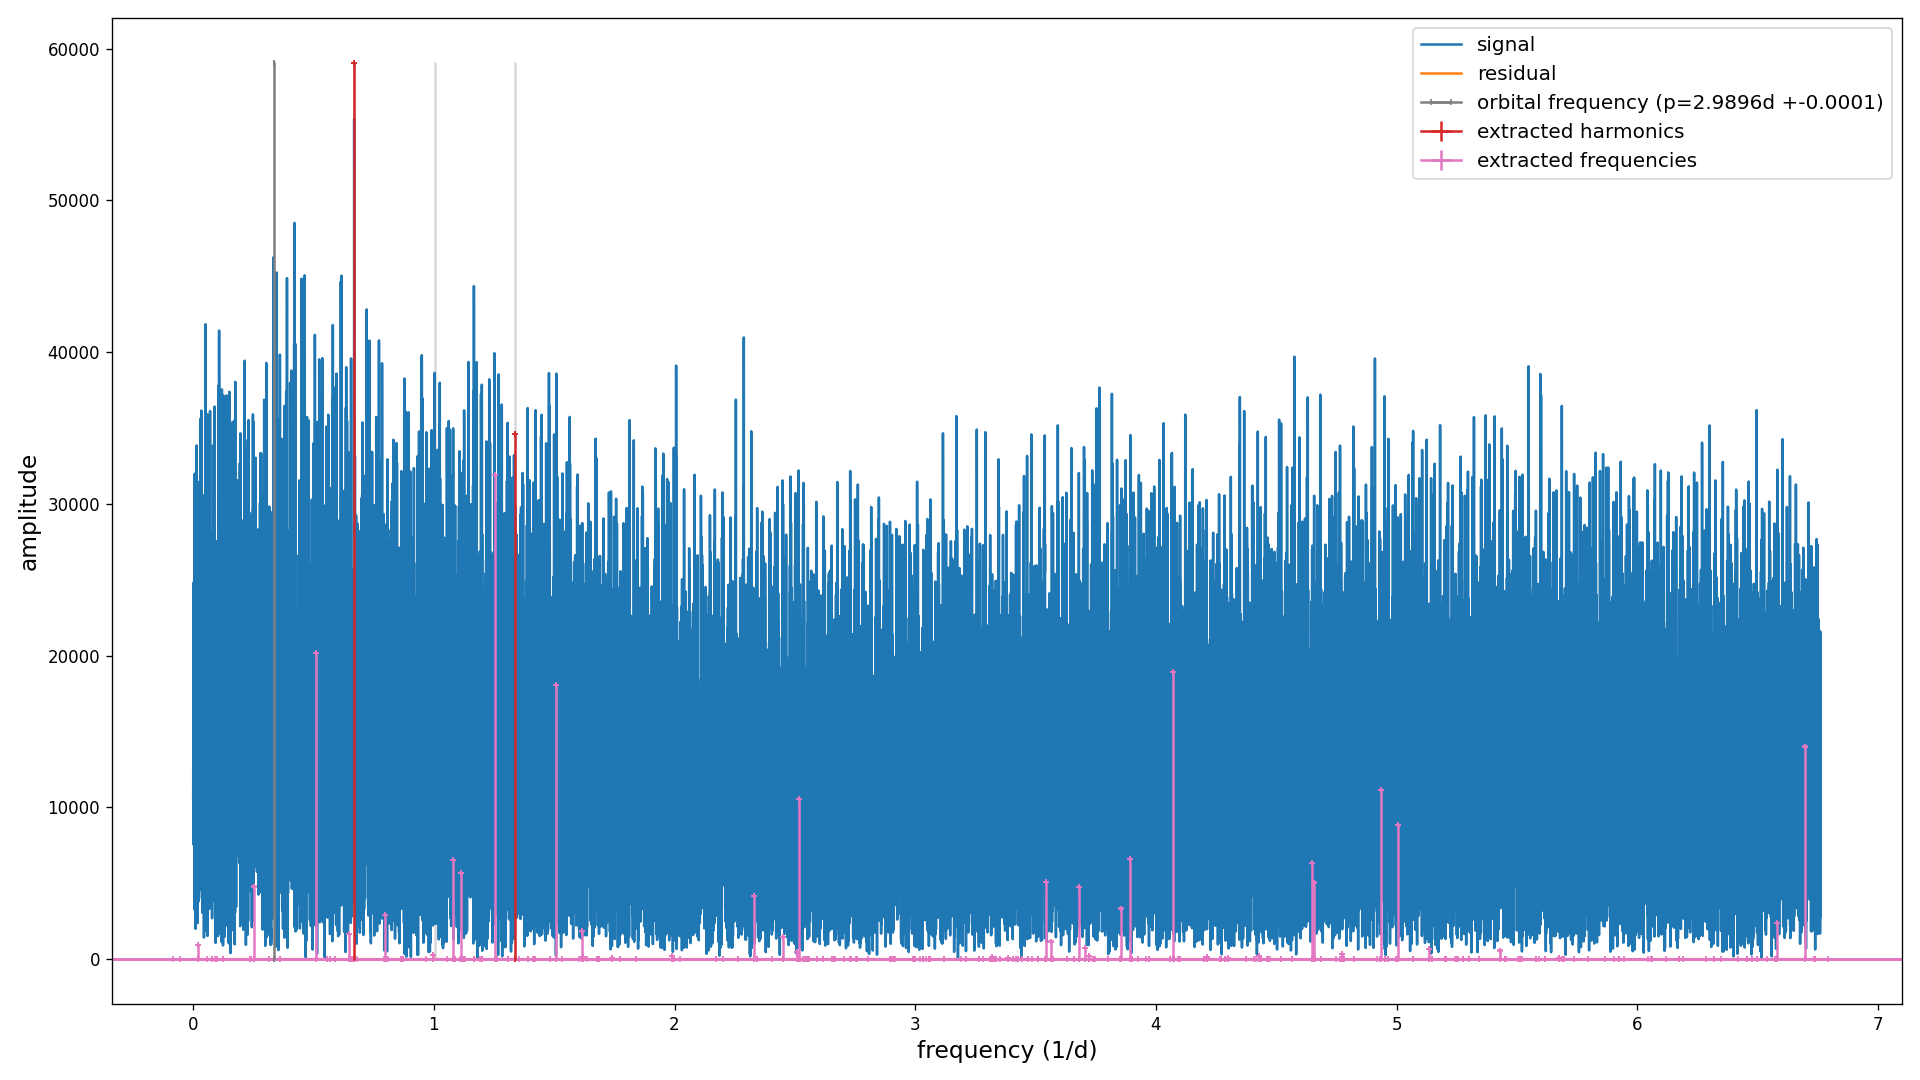 60000
50000
40000
30000
20000
10000
0
amplitude
0 1 2 3 4 5 6 7
frequency (1/d)
signal
residual
orbital frequency (p=2.9896d +-0.0001)
extracted harmonics
extracted frequencies